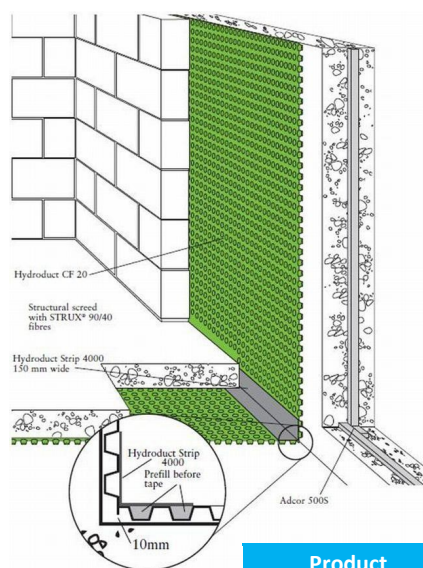 Hydroduct CF 20
Structural screed
with STRUX® 90/40
fibres
Hydroduct Strip 4000
150 mm wide
Hydroduct Strip
4000
Prefill before
tape
10mm
Adcor 500S
Product